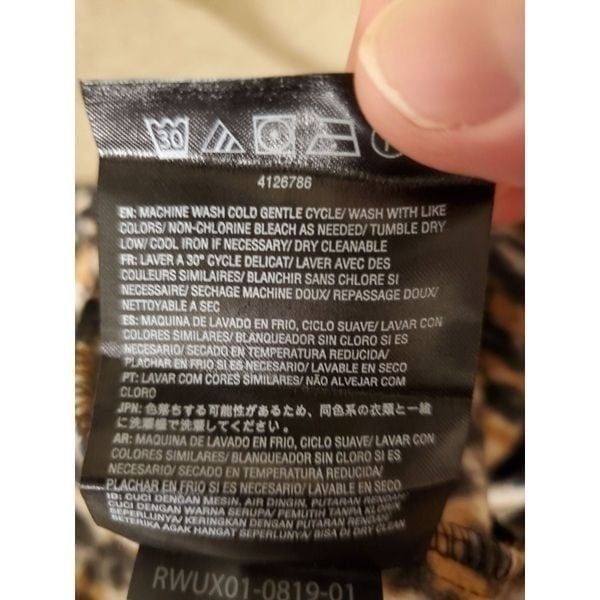 30
4126786
EN: MACHINE WASH COLD GENTLE CYCLE/ WASH WITH LIKE
COLORS/ NON-CHLORINE BLEACH AS NEEDED/ TUMBLE DRY
LOW/ COOL IRON IF NECESSARY/ DRY CLEANABLE
FR: LAVER A 30° CYCLE DELICAT/ LAVER AVEC DES
COULEURS SIMILAIRES/ BLANCHIR SANS CHLORE SI
NECESSAIRE/ SECHAGE MACHINE DOUX/ REPASSAGE DOUX/
NETTOYABLE A SEC
ES: MAQUINA DE LAVADO EN FRIO, CICLO SUAVE/ LAVAR CON
COLORES SIMILARES/ BLANQUEADOR SIN CLORO SI ES
NECESARIO/ SECADO EN TEMPERATURA REDUCIDA/
PLACHAR EN FRIO SI ES NECESARIO/ LAVABLE EN SECO
PT: LAVAR COM CORES SIMILARES/ NÃO ALVEJAR COM
CLORO
JPN: 色落ちする可能性があるため、同色系の衣類と一緒
に洗濯機で洗濯してください。
AR: MAQUINA DE LAVADO EN FRIO, CICLO SUAVE/ LAVAR CON
COLORES SIMILARES/ BLANQUEADOR SIN CLORO SI ES
NECESARIO/ SECADO EN TEMPERATURA REDUCIDA/
PLACHAR EN FRIO SI ES NECESARIO/ LAVABLE EN SECO
ID: CUCI DENGAN MESIN, AIR DINGIN, PUTARAN RENDAH/
CUCI DENGAN WARNA SERUPA/ PEMUTIH TANPA KLORIN
SEPERLUNYA/ KERINGKAN DENGAN PUTARAN RENDAH/
SETERIKA AGAK HANGAT SEPERLUNYA/ BISA DI DRY CLEAN
RWUX01-0819-01